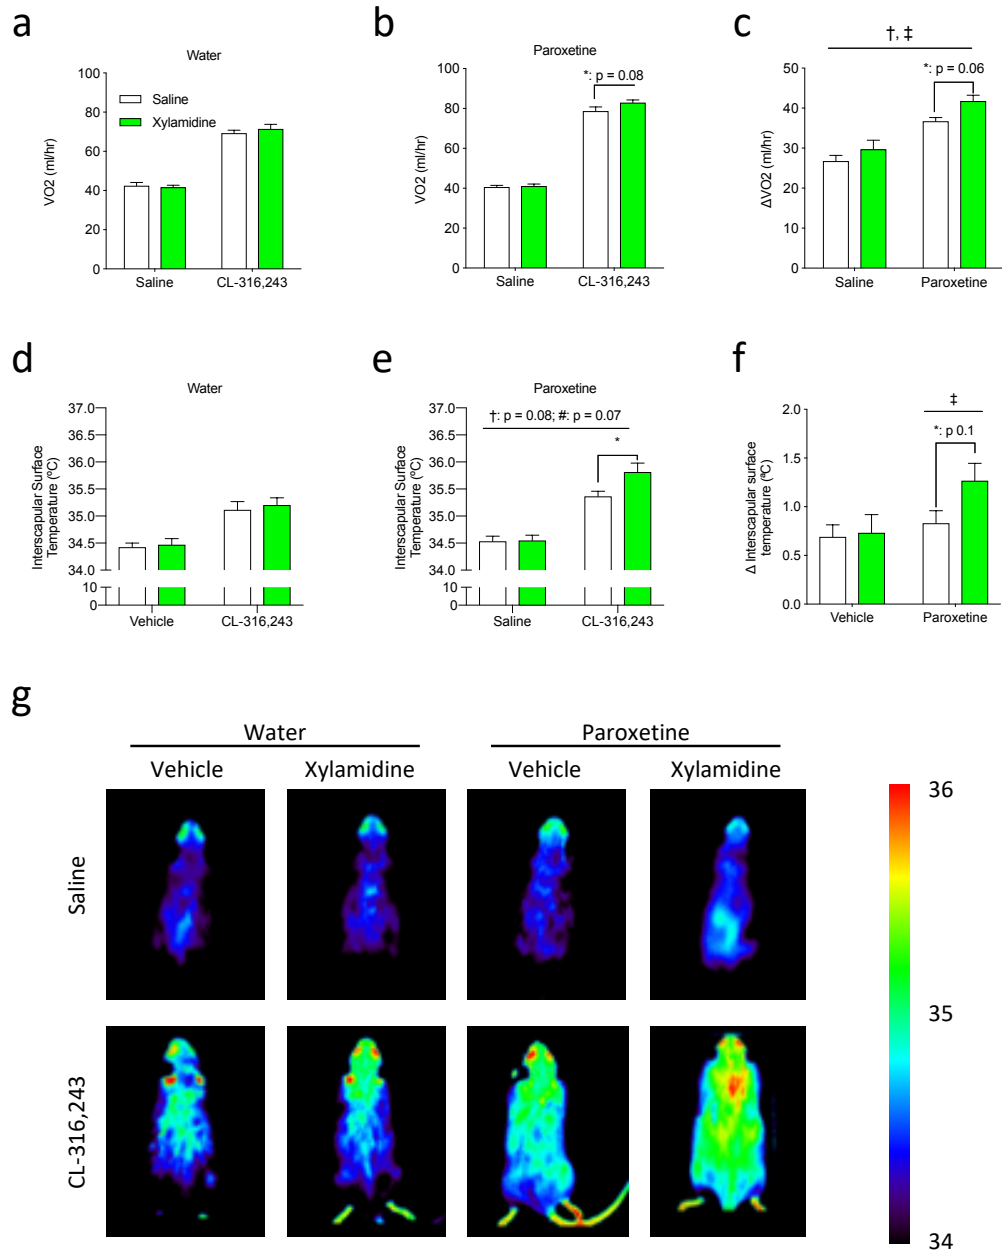 a
Water
VO2 (ml/hr)
100
80
60
40
20
0
Saline
Xylamidine
Saline
CL-316,243
b
Paroxetine
VO2 (ml/hr)
100
80
60
40
20
0
*: p = 0.08
Saline
CL-316,243
c
†, ‡
ΔVO2 (ml/hr)
50
40
30
20
10
0
*: p = 0.06
Saline
Paroxetine
d
Water
Interscapular Surface
Temperature (ºC)
37.0
36.5
36.0
35.5
35.0
34.5
34.0
10
0
Vehicle
CL-316,243
e
Paroxetine
Interscapular Surface
Temperature (ºC)
37.0
36.5
36.0
35.5
35.0
34.5
34.0
10
0
†: p = 0.08; #: p = 0.07
*
Saline
CL-316,243
f
Δ Interscapular surface
temperature (ºC)
2.0
1.5
1.0
0.5
0.0
‡
*: p 0.1
Vehicle
Paroxetine
g
Water
Paroxetine
Vehicle
Xylamidine
Vehicle
Xylamidine
Saline
CL-316,243
36
35
34